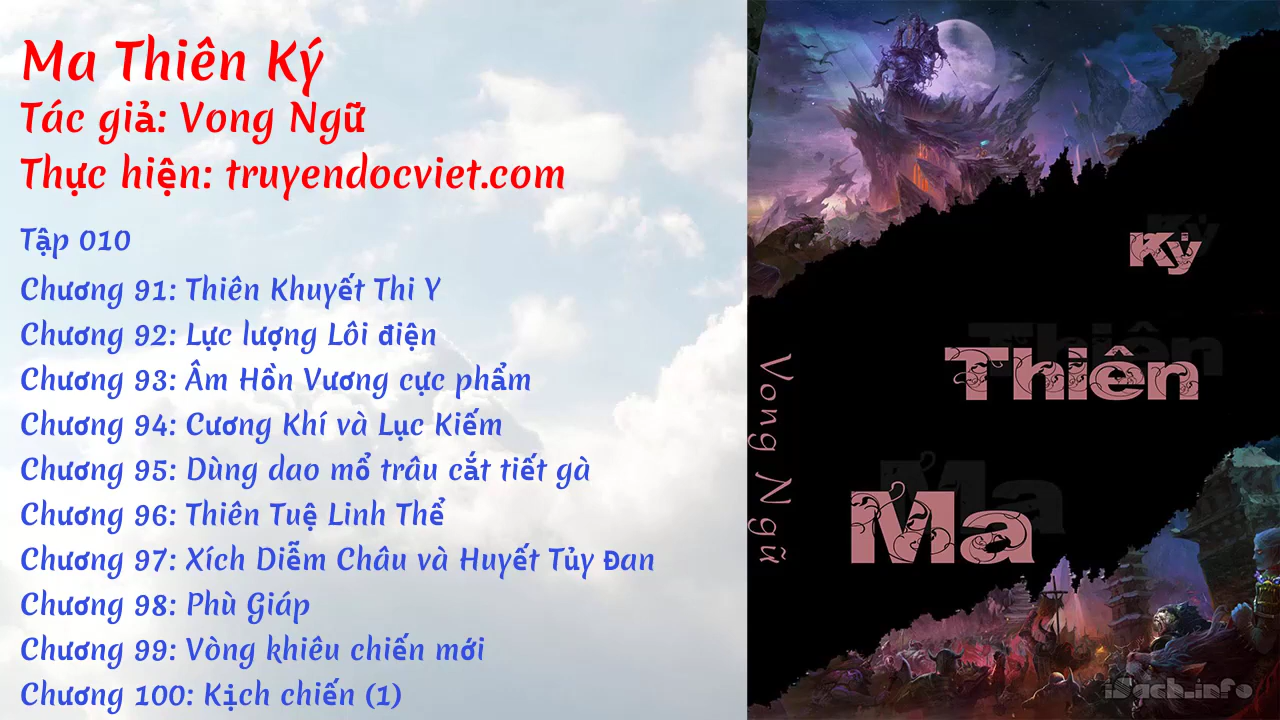 Ma Thiên Ký
Tác giả: Vong Ngữ
Thực hiện: truyendocviet.com
Tập 010
Chương 91: Thiên Khuyết Thi Y
Chương 92: Lực lượng Lôi điện
Chương 93: Âm Hồn Vương cực phẩm
Chương 94: Cương Khí và Lục Kiếm
Chương 95: Dùng dao mổ trâu cắt tiết gà
Chương 96: Thiên Tuệ Linh Thể
Chương 97: Xích Diễm Châu và Huyết Tủy Đan
Chương 98: Phù Giáp
Chương 99: Vòng khiêu chiến mới
Chương 100: Kịch chiến (1)
Ký
Thiên
Ma
Vong Ngữ
iSach.info